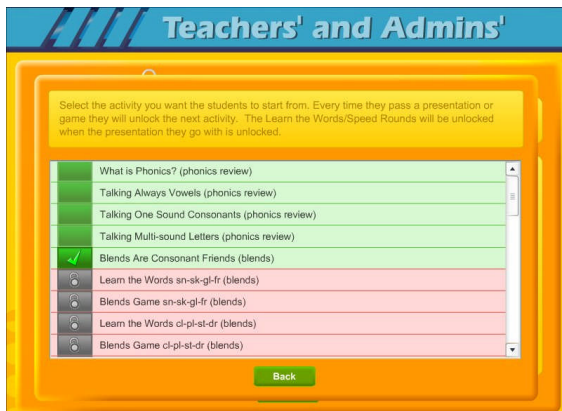 Teachers' and Admins'
Select the activity you want the students to start from. Every time they pass a presentation or
game they will unlock the next activity. The Learn the Words/Speed Rounds will be unlocked
when the presentation they go with is unlocked.
What is Phonics? (phonics review)
Talking Always Vowels (phonics review)
Talking One Sound Consonants (phonics review)
Talking Multi-sound Letters (phonics review)
Blends Are Consonant Friends (blends)
Learn the Words sn-sk-gl-fr (blends)
Blends Game sn-sk-gl-fr (blends)
Learn the Words cl-pl-st-dr (blends)
Blends Game cl-pl-st-dr (blends)
Back